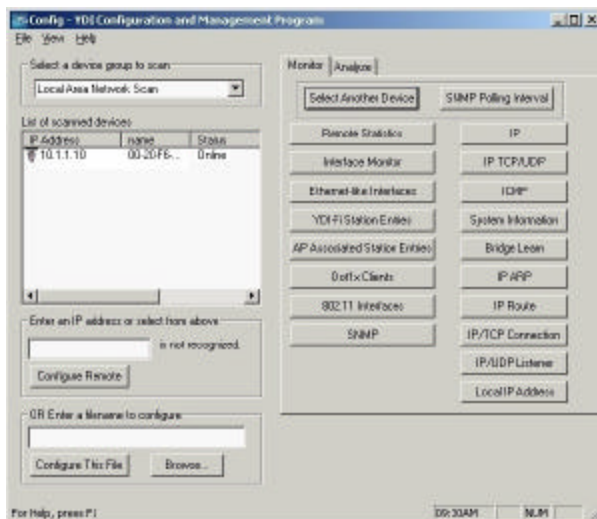 Config - YDI Configuration and Management Program
File View Help
Select a device group to scan
Local Area Network Scan
List of scanned devices
IP Address name Status
10.1.1.10 00-20-F6-... Online
Enter an IP address or select from above
is not recognized.
Configure Remote
OR Enter a filename to configure
Configure This File Browse...
Monitor Analyze
Select Another Device SNMP Polling Interval
Remote Statistics IP
Interface Monitor IP TCP/UDP
Ethernet-like Interfaces ICMP
YDI-Fi Station Entries System Information
AP Associated Station Entries Bridge Learn
Dot1x Clients IP ARP
802.11 Interfaces IP Route
SNMP IP/TCP Connection
IP/UDP Listener
Local IP Address
For Help, press F1 09:30AM NUM